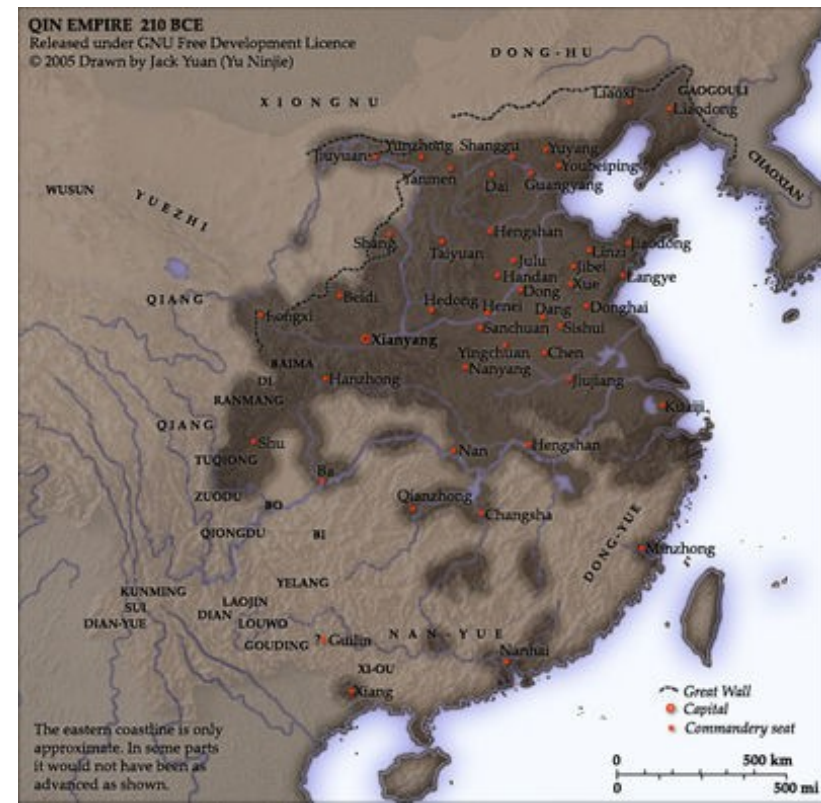 QIN EMPIRE 210 BCE
Released under GNU Free Development Licence
© 2005 Drawn by Jack Yuan (Yu Ninjie)
DONG-HU
XIONGNU
Liaoxi
GAOGOULI
Liaodong
CHAOXIAN
Jiuyuan
Yunzhong
Shanggu
Yuyang
Youbeiping
Yanmen
Dai
Guangyang
WUSUN
YUEZHI
Shang
Taiyuan
Hengshan
Linzi
Jiaodong
Julu
Jibei
Handan
Xue
Langye
Dong
QIANG
Beidi
Longxi
Hedong
Henei
Dang
Donghai
Sanchuan
Sishui
Xianyang
Yingchuan
Chen
Nanyang
BAIMA
DI
Hanzhong
Jiujiang
RANMANG
Kuaiji
QIANG
Shu
Nan
Hengshan
TUQIONG
Ba
ZUODU
BO
Qianzhong
Changsha
QIONGDU
BI
DONG-YUE
Minzhong
YELANG
KUNMING
SUI
DIAN-YUE
LAOJIN
DIAN
LOUWO
GOUDING
? Guilin
NAN-YUE
Nanhai
XI-OU
Xiang
Great Wall
Capital
Commandery seat
The eastern coastline is only
approximate. In some parts
it would not have been as
advanced as shown.
0 500 km
0 500 mi